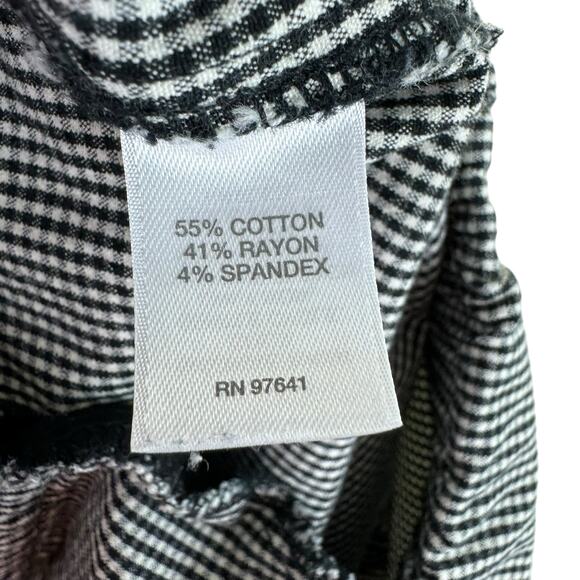 55% COTTON
41% RAYON
4% SPANDEX
RN 97641